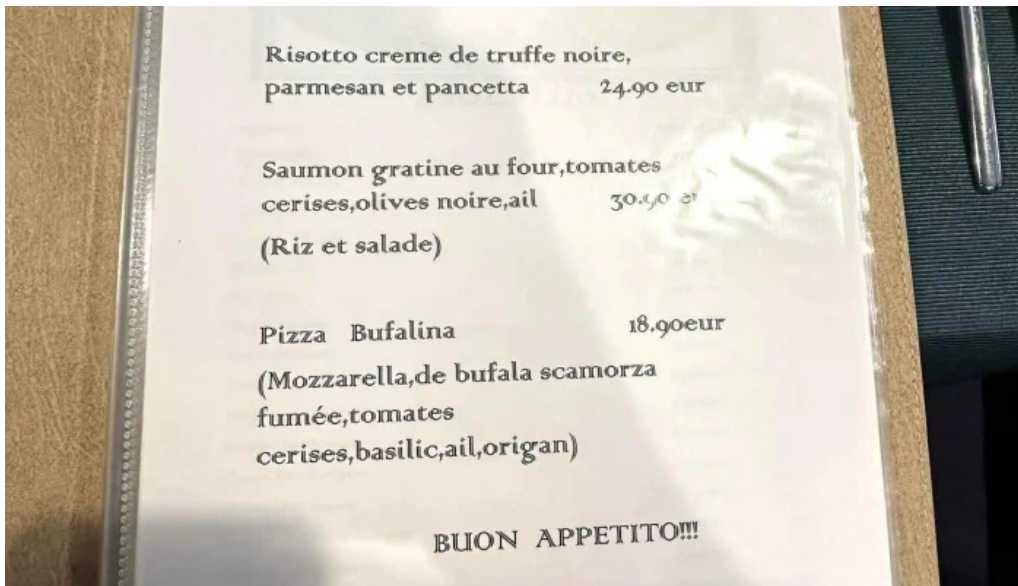 Risotto creme de truffe noire,
parmesan et pancetta 24.90 eur
Saumon gratine au four,tomates
cerises,olives noire,ail
(Riz et salade)
Pizza Bufalina 18.90eur
(Mozzarella,de bufala scamorza
fumée,tomates
cerises,basilic,ail,origan)
BUON APPETITO!!!